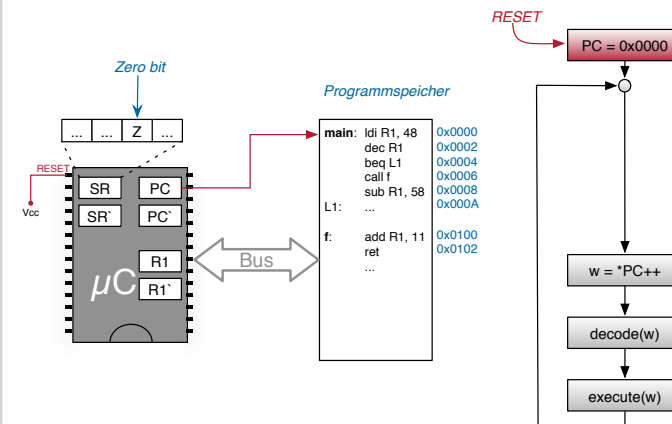 RESET
PC = 0x0000
Zero bit
Programmspeicher
... ... Z ...
main: ldi R1, 48 0x0000
dec R1 0x0002
beq L1 0x0004
call f 0x0006
sub R1, 58 0x0008
L1: ... 0x000A
f: add R1, 11 0x0100
ret 0x0102
...
RESET
Vcc
SR PC
SR` PC`
R1
µC R1`
Bus
w = *PC++
decode(w)
execute(w)